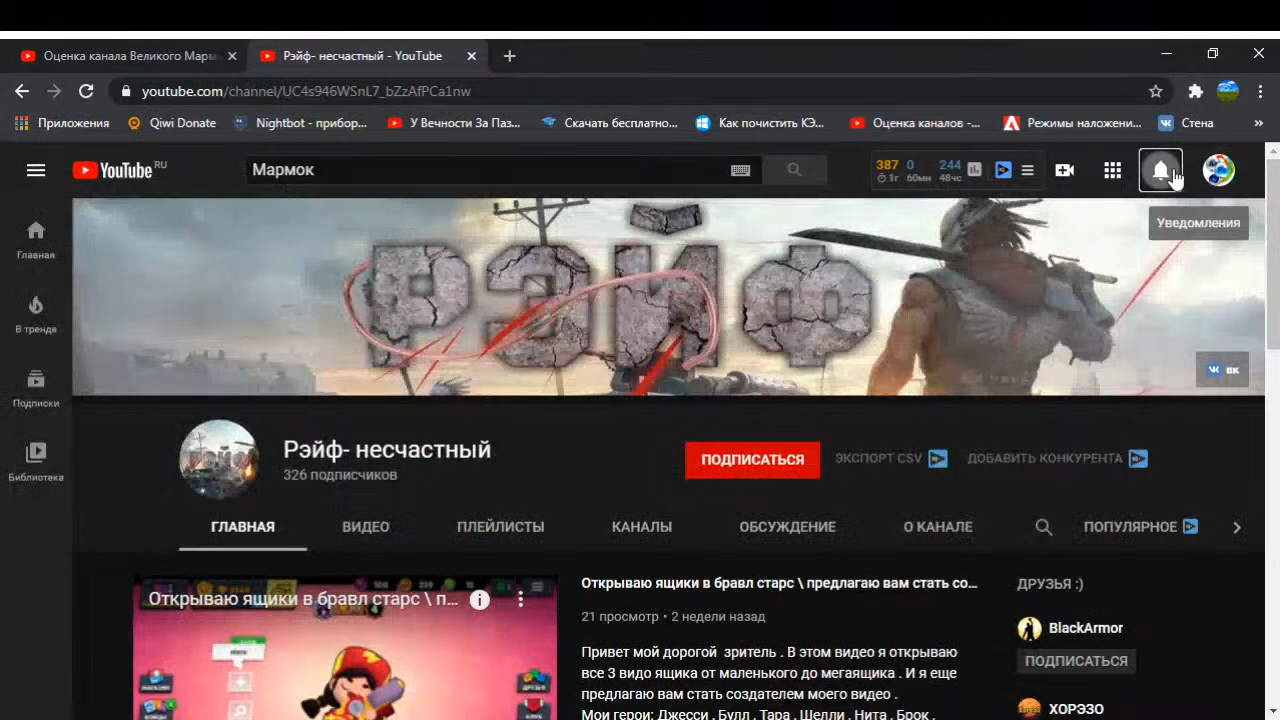 Оценка канала Великого Марм
Рэйф- несчастный - YouTube
youtube.com/channel/UC4s946WSnL7_bZzAfPCa1nw
Приложения
Qiwi Donate
Nightbot - прибор...
У Вечности За Паз...
Скачать бесплатно...
Как почистить КЭ...
Оценка каналов -...
Режимы наложени...
Стена
»
YouTube RU
Мармок
387 0 244
1г 60мн 48чс
Уведомления
Главная
В тренде
Подписки
Библиотека
РЭЙФ
вк
Рэйф- несчастный
326 подписчиков
ПОДПИСАТЬСЯ
ЭКСПОРТ CSV
ДОБАВИТЬ КОНКУРЕНТА
ГЛАВНАЯ
ВИДЕО
ПЛЕЙЛИСТЫ
КАНАЛЫ
ОБСУЖДЕНИЕ
О КАНАЛЕ
ПОПУЛЯРНОЕ
Открываю ящики в бравл старс \ п...
Открываю ящики в бравл старс \ предлагаю вам стать со...
21 просмотр • 2 недели назад
Привет мой дорогой зритель . В этом видео я открываю
все 3 видо ящика от маленького до мегаящика . И я еще
предлагаю вам стать создателем моего видео .
Мои герои: Джесси , Булл , Тара , Шелли , Нита , Брок ,
ДРУЗЬЯ :)
BlackArmor
ПОДПИСАТЬСЯ
ХОРЭЗО